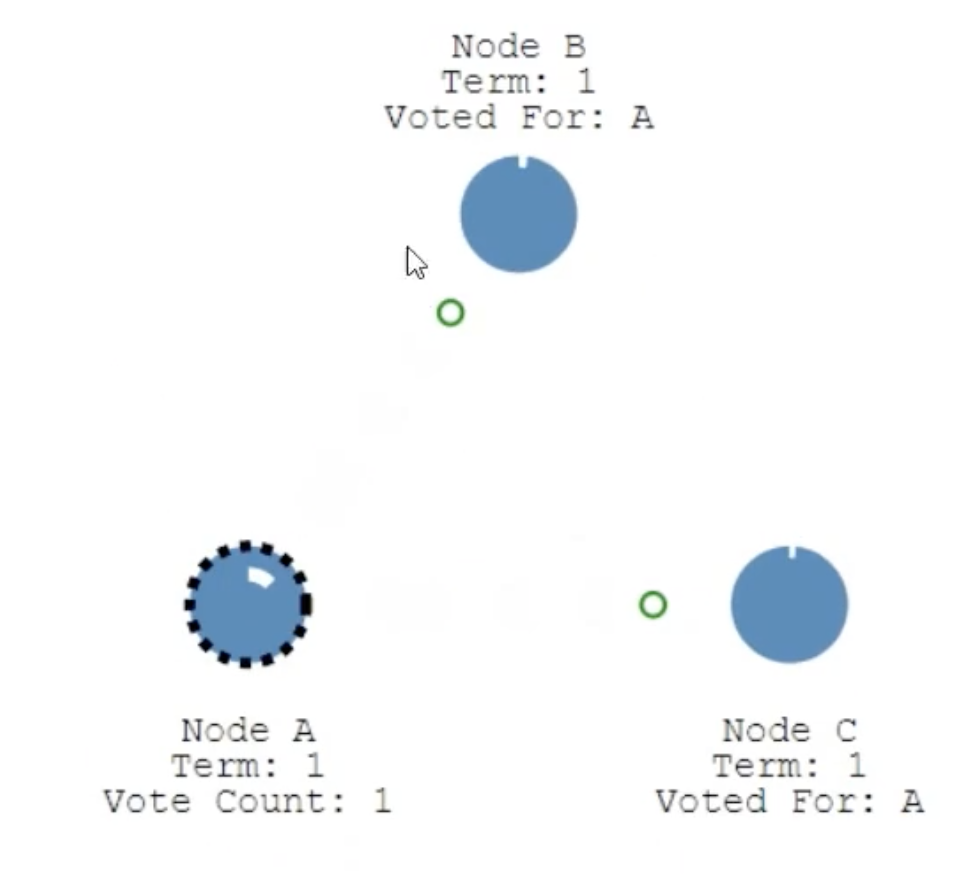 Node B
Term: 1
Voted For: A
Node A
Term: 1
Vote Count: 1
Node C
Term: 1
Voted For: A